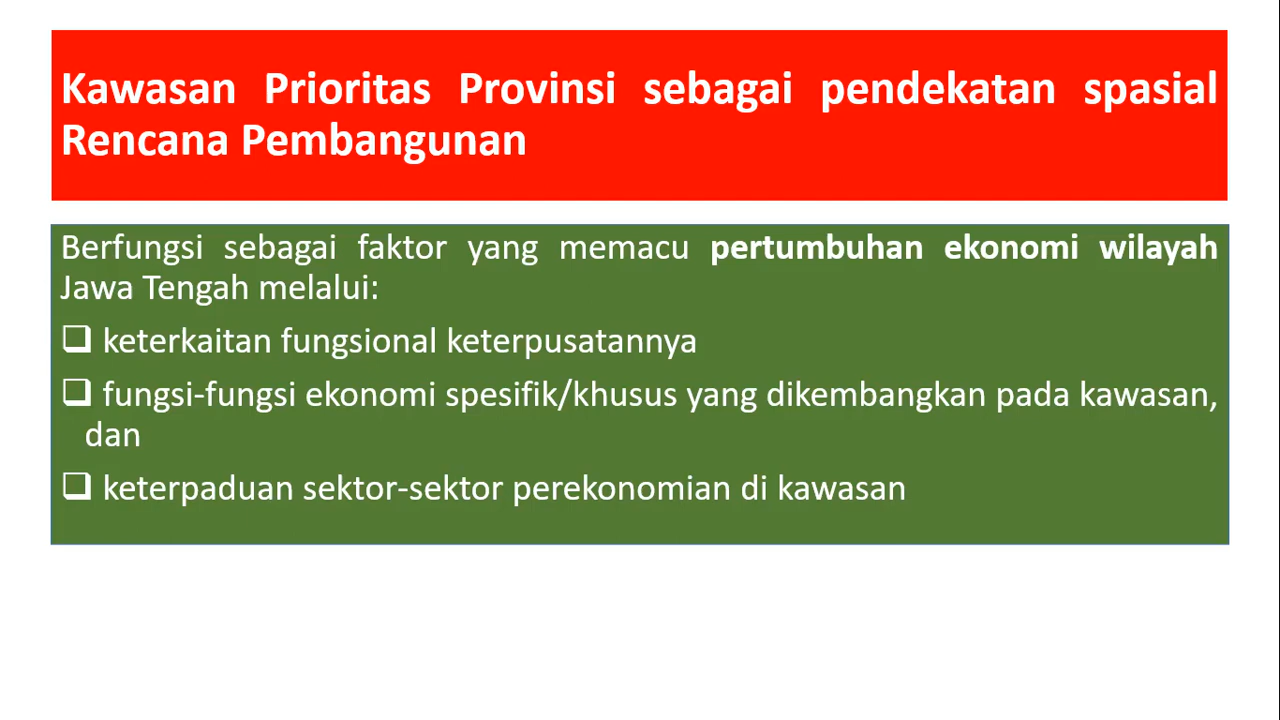 Kawasan Prioritas Provinsi sebagai pendekatan spasial
Rencana Pembangunan
Berfungsi sebagai faktor yang memacu pertumbuhan ekonomi wilayah
Jawa Tengah melalui:
❑ keterkaitan fungsional keterpusatannya
❑ fungsi-fungsi ekonomi spesifik/khusus yang dikembangkan pada kawasan,
dan
❑ keterpaduan sektor-sektor perekonomian di kawasan